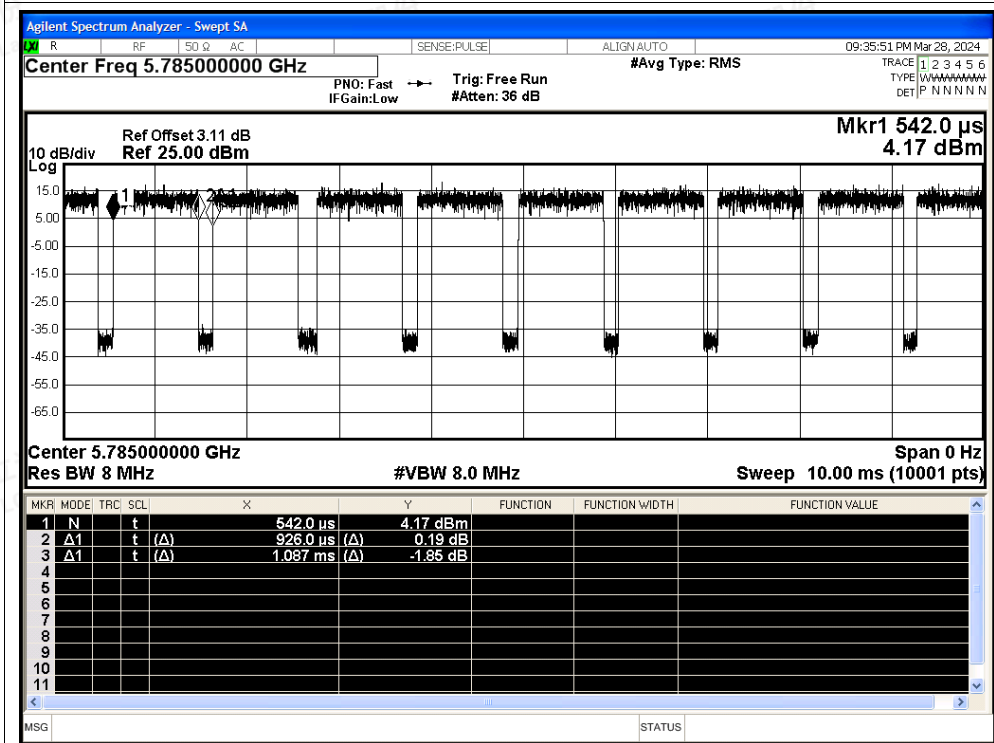 Agilent Spectrum Analyzer - Swept SA
LXI R RF 50 Ω AC SENSE:PULSE ALIGN AUTO 09:35:51 PM Mar 28, 2024
Center Freq 5.785000000 GHz #Avg Type: RMS TRACE 1 2 3 4 5 6
PNO: Fast Trig: Free Run TYPE W
IFGain:Low #Atten: 36 dB DET P N N N N N
Mkr1 542.0 µs
Ref Offset 3.11 dB
10 dB/div Ref 25.00 dBm 4.17 dBm
Log
15.0
5.00
-5.00
-15.0
-25.0
-35.0
-45.0
-55.0
-65.0
1
Center 5.785000000 GHz Span 0 Hz
Res BW 8 MHz #VBW 8.0 MHz Sweep 10.00 ms (10001 pts)
MKR MODE TRC SCL X Y FUNCTION FUNCTION WIDTH FUNCTION VALUE
1 N t 542.0 µs 4.17 dBm
2 Δ1 t (Δ) 926.0 µs (Δ) 0.19 dB
3 Δ1 t (Δ) 1.087 ms (Δ) -1.85 dB
4
5
6
7
8
9
10
11
MSG STATUS